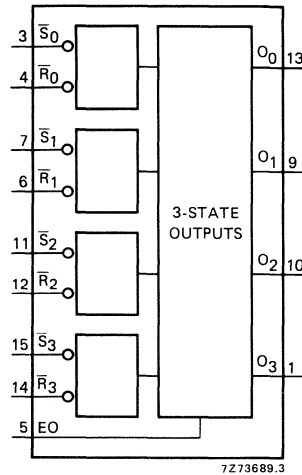 3 S̅0 O0 13
4 R̅0
7 S̅1 O1 9
6 R̅1
3-STATE
OUTPUTS
11 S̅2 O2 10
12 R̅2
15 S̅3 O3 1
14 R̅3
5 EO
7Z73689.3